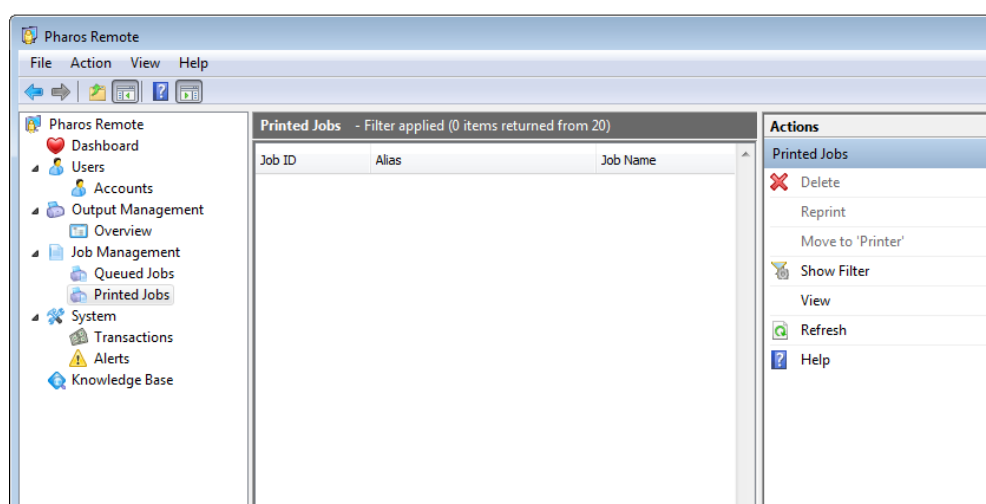 Pharos Remote
File Action View Help
Pharos Remote
Dashboard
Users
Accounts
Output Management
Overview
Job Management
Queued Jobs
Printed Jobs
System
Transactions
Alerts
Knowledge Base
Printed Jobs - Filter applied (0 items returned from 20)
Job ID Alias Job Name
Actions
Printed Jobs
Delete
Reprint
Move to 'Printer'
Show Filter
View
Refresh
Help